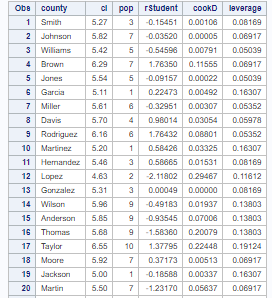 Obs county ci pop rstudent cookD leverage
1 Smith 5.27 3 -0.15451 0.00106 0.08169
2 Johnson 5.82 7 -0.03520 0.00005 0.06917
3 Williams 5.42 5 -0.54596 0.00791 0.05039
4 Brown 6.29 7 1.76350 0.11555 0.06917
5 Jones 5.54 5 -0.09157 0.00022 0.05039
6 Garcia 5.11 1 0.22473 0.00492 0.16307
7 Miller 5.61 6 -0.32951 0.00307 0.05352
8 Davis 5.70 4 0.98014 0.03054 0.05978
9 Rodriguez 6.16 6 1.76432 0.08801 0.05352
10 Martinez 5.20 1 0.58426 0.03325 0.16307
11 Hernandez 5.46 3 0.58665 0.01531 0.08169
12 Lopez 4.63 2 -2.11802 0.29467 0.11612
13 Gonzalez 5.31 3 0.00000 0.00000 0.08169
14 Wilson 5.96 9 -0.49183 0.01937 0.13803
15 Anderson 5.85 9 -0.93545 0.07006 0.13803
16 Thomas 5.68 9 -1.58360 0.20079 0.13803
17 Taylor 6.55 10 1.37795 0.22448 0.19124
18 Moore 5.92 7 0.37173 0.00513 0.06917
19 Jackson 5.00 1 -0.18588 0.00337 0.16307
20 Martin 5.50 7 -1.23170 0.05637 0.06917